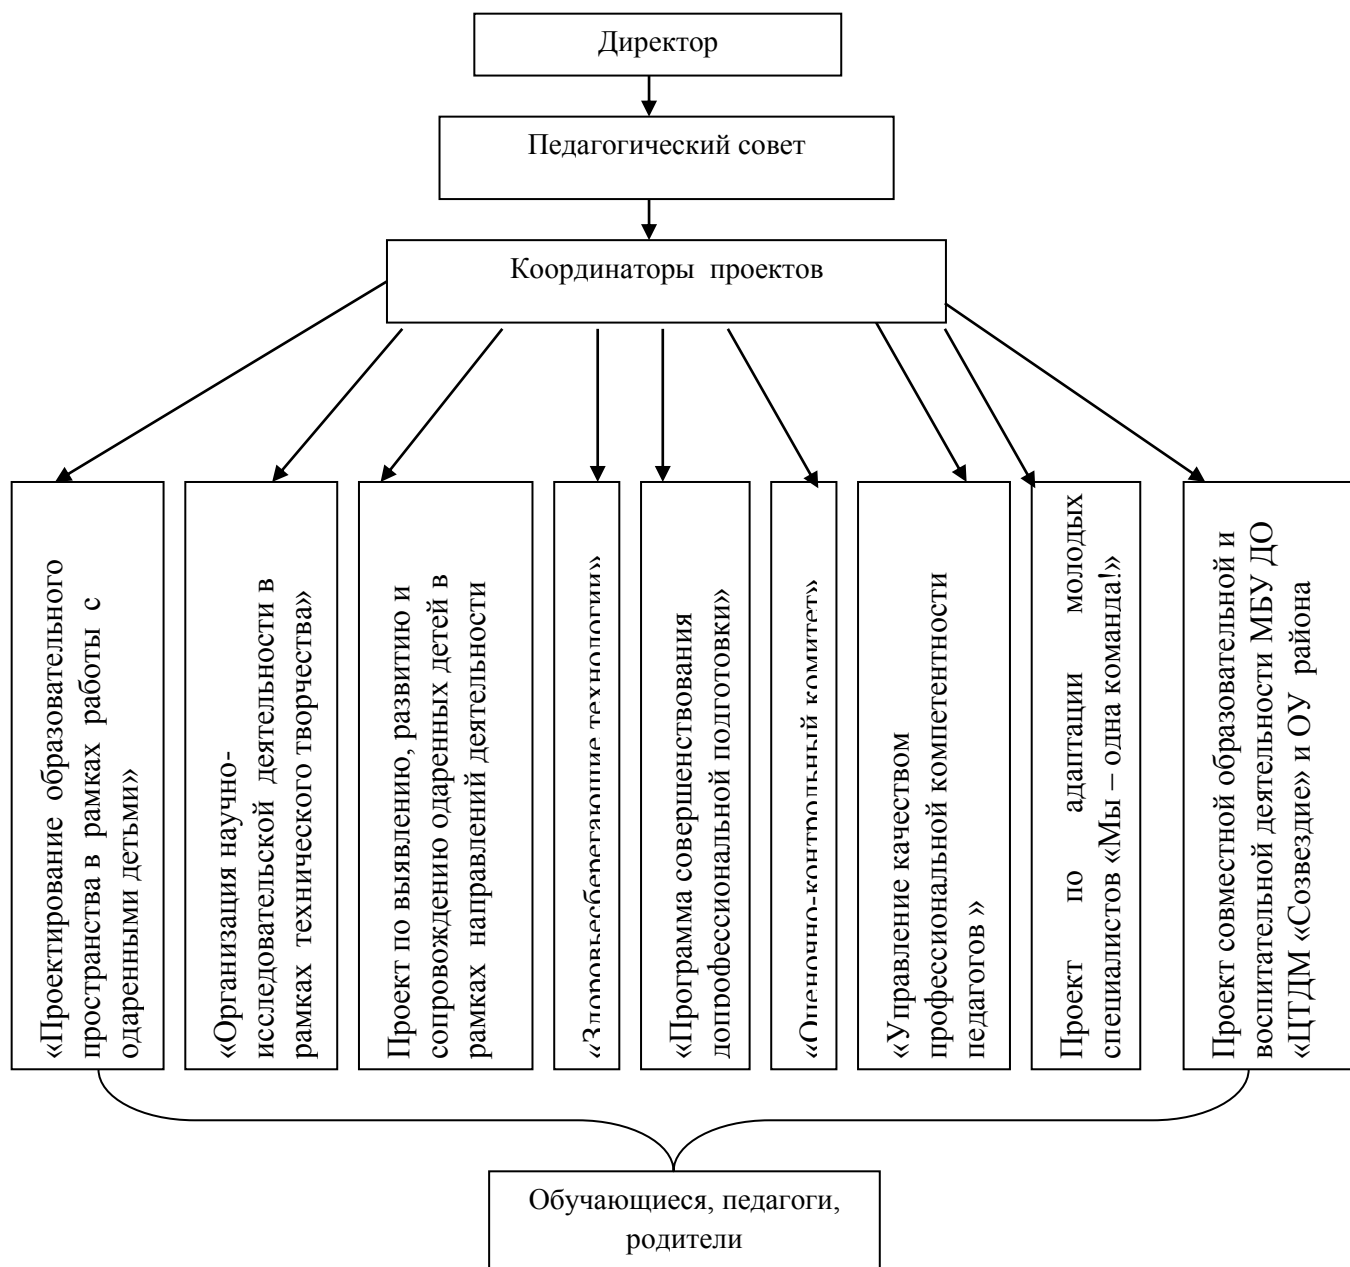 Директор
Педагогический совет
Координаторы проектов
«Проектирование образовательного
пространства в рамках работы с
одаренными детьми»
«Организация научно-
исследовательской деятельности в
рамках технического творчества»
Проект по выявлению, развитию и
сопровождению одаренных детей в
рамках направлений деятельности
«Здоровьесберегающие технологии»
«Программа совершенствования
допрофессиональной подготовки»
«Оценочно-контрольный комитет»
«Управление качеством
профессиональной компетентности
педагогов »
Проект по адаптации молодых
специалистов «Мы – одна команда!»
Проект совместной образовательной и
воспитательной деятельности МБУ ДО
«ЦТДМ «Созвездие» и ОУ района
Обучающиеся, педагоги,
родители